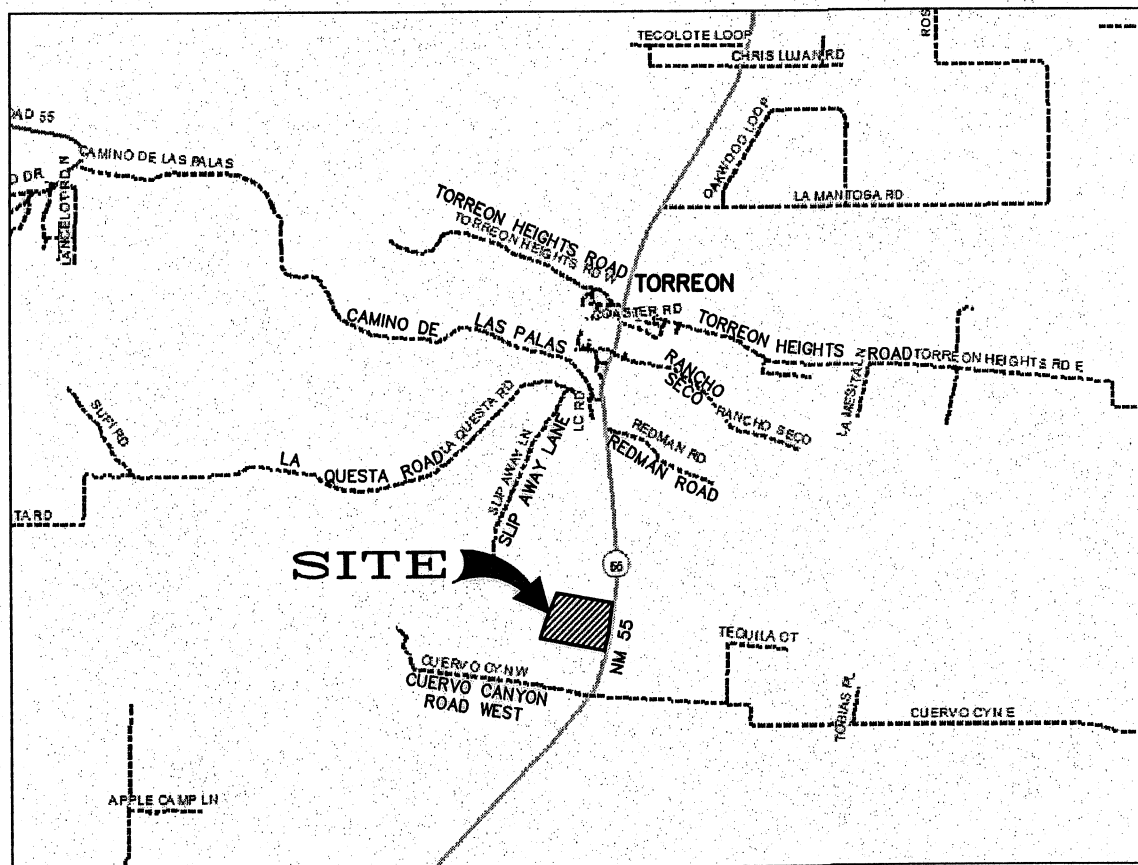 TECOLOTE LOOP
CHRIS LUJAN RD
ROS
OAD 55
CAMINO DE LAS PALAS
O DR
LANCELOT RD N
OAKWOOD LOOP
LA MANTOGA RD
TORREON HEIGHTS ROAD
TORREON HEIGHTS RD W
TORREON
COASTER RD
TORREON HEIGHTS ROAD
TORREON HEIGHTS RD E
CAMINO DE LAS PALAS
RANCHO
SECO
RANCHO SECO
LA MESITA LN
SUFI RD
LA QUESTA ROAD
LA QUESTA RD
LC RD
SLIP AWAY LN
SLIP AWAY LANE
REDMAN RD
REDMAN ROAD
TA RD
SITE
55
NM 55
TEQUILA CT
CUERVO CYN W
CUERVO CANYON
ROAD WEST
TOBIAS PL
CUERVO CYN E
APPLE CAMP LN